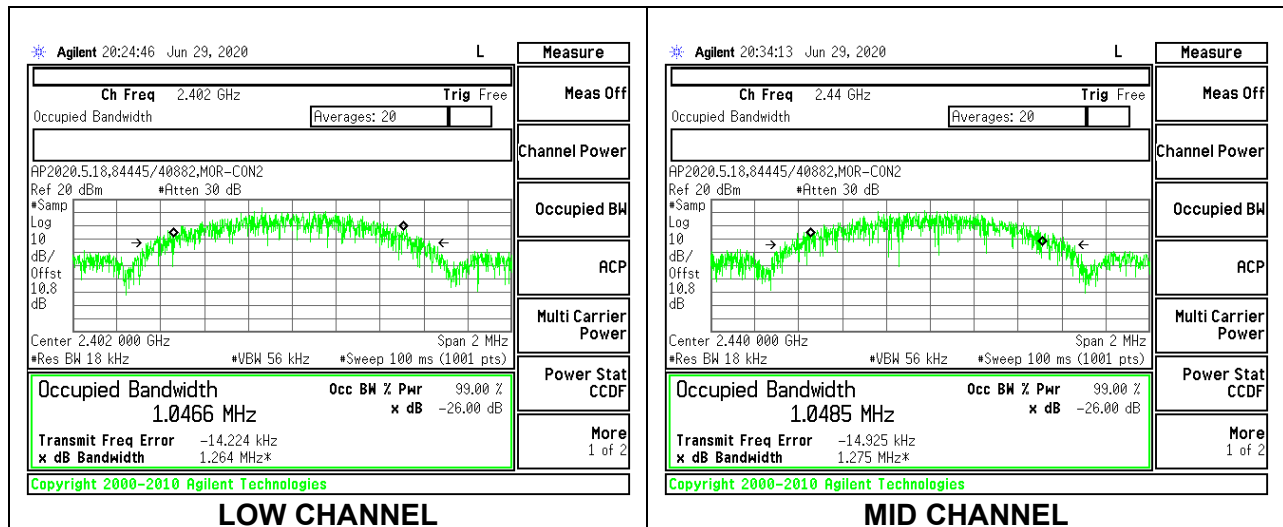 Agilent 20:24:46 Jun 29, 2020 L Measure
Ch Freq 2.402 GHz Trig Free
Occupied Bandwidth Averages: 20
AP2020.5.18,84445/40882,MOR-CON2
Ref 20 dBm #Atten 30 dB
#Samp
Log
10
dB/
Offst
10.8
dB
Center 2.402 000 GHz Span 2 MHz
#Res BW 18 kHz #VBW 56 kHz #Sweep 100 ms (1001 pts)
Occupied Bandwidth Occ BW % Pwr 99.00 %
1.0466 MHz x dB -26.00 dB
Transmit Freq Error -14.224 kHz
x dB Bandwidth 1.264 MHz*
Copyright 2000-2010 Agilent Technologies
Meas Off
Channel Power
Occupied BW
ACP
Multi Carrier
Power
Power Stat
CCDF
More
1 of 2
LOW CHANNEL
Agilent 20:34:13 Jun 29, 2020 L Measure
Ch Freq 2.44 GHz Trig Free
Occupied Bandwidth Averages: 20
AP2020.5.18,84445/40882,MOR-CON2
Ref 20 dBm #Atten 30 dB
#Samp
Log
10
dB/
Offst
10.8
dB
Center 2.440 000 GHz Span 2 MHz
#Res BW 18 kHz #VBW 56 kHz #Sweep 100 ms (1001 pts)
Occupied Bandwidth Occ BW % Pwr 99.00 %
1.0485 MHz x dB -26.00 dB
Transmit Freq Error -14.925 kHz
x dB Bandwidth 1.275 MHz*
Copyright 2000-2010 Agilent Technologies
Meas Off
Channel Power
Occupied BW
ACP
Multi Carrier
Power
Power Stat
CCDF
More
1 of 2
MID CHANNEL